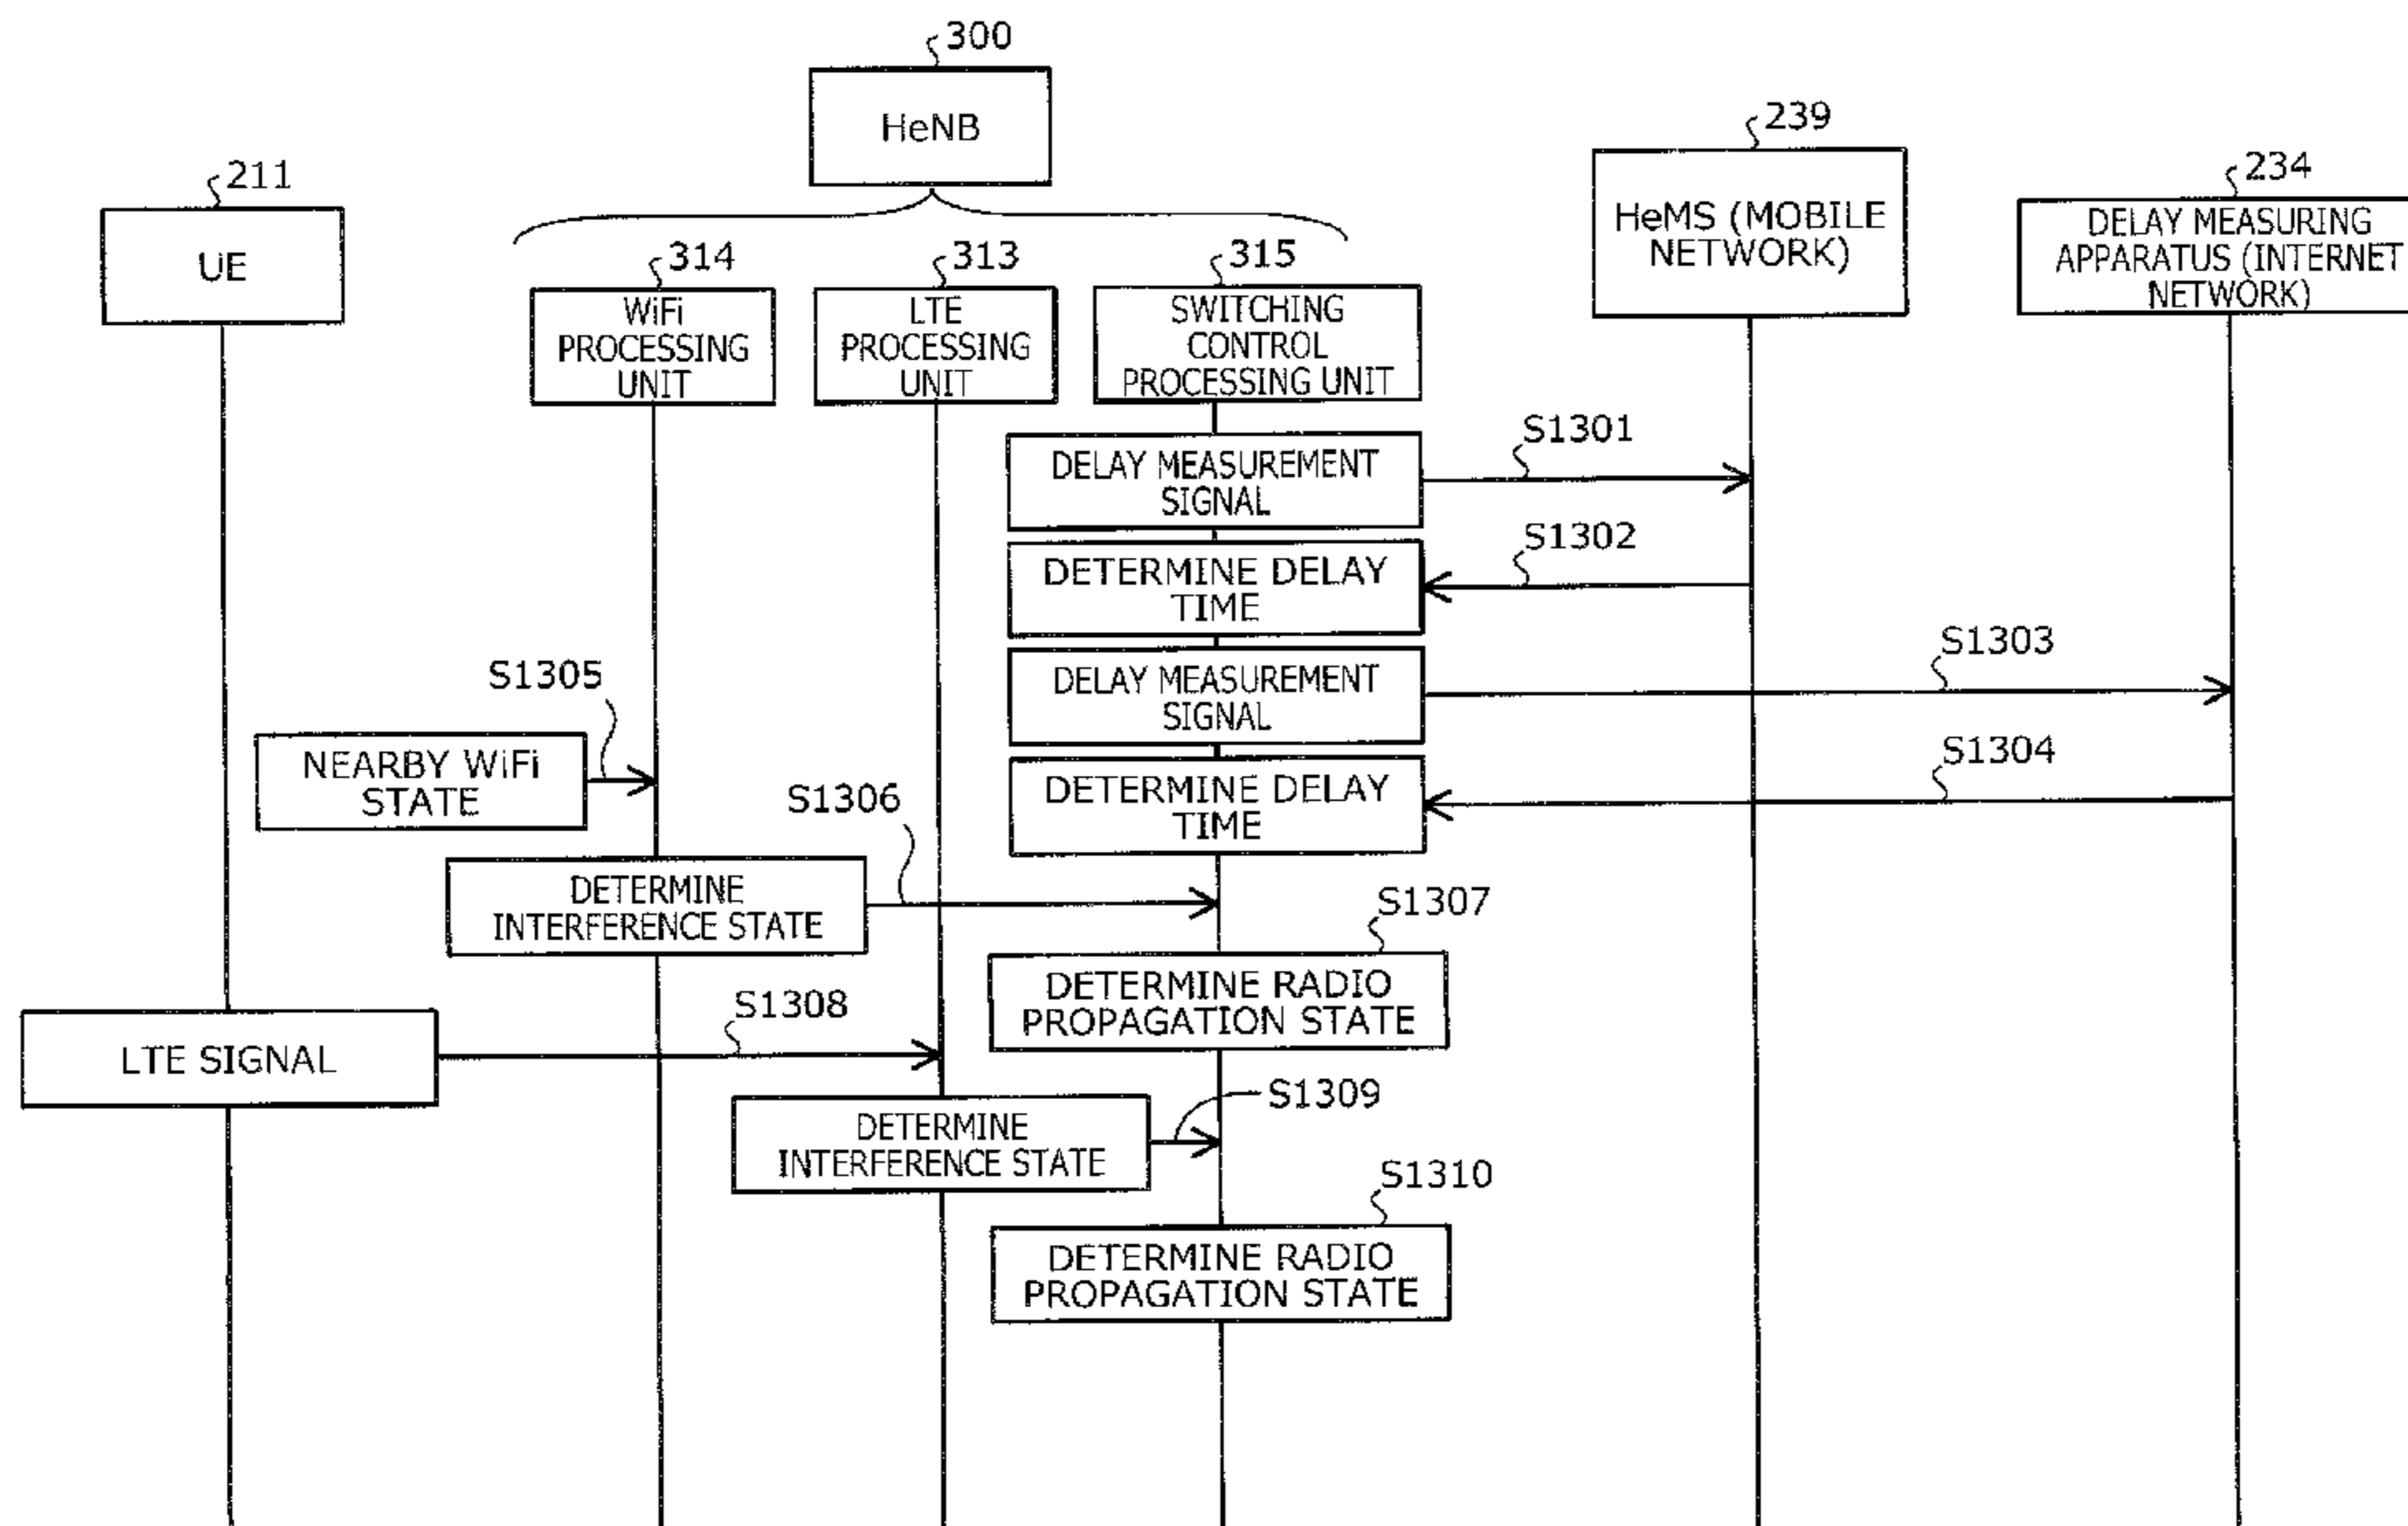 300
HeNB
211
UE
314
WiFi
PROCESSING
UNIT
313
LTE
PROCESSING
UNIT
315
SWITCHING
CONTROL
PROCESSING UNIT
239
HeMS (MOBILE
NETWORK)
234
DELAY MEASURING
APPARATUS (INTERNET
NETWORK)
DELAY MEASUREMENT
SIGNAL
S1301
DETERMINE DELAY
TIME
S1302
DELAY MEASUREMENT
SIGNAL
S1303
S1305
NEARBY WiFi
STATE
DETERMINE DELAY
TIME
S1304
S1306
DETERMINE
INTERFERENCE STATE
S1307
DETERMINE RADIO
PROPAGATION STATE
LTE SIGNAL
S1308
DETERMINE
INTERFERENCE STATE
S1309
S1310
DETERMINE RADIO
PROPAGATION STATE